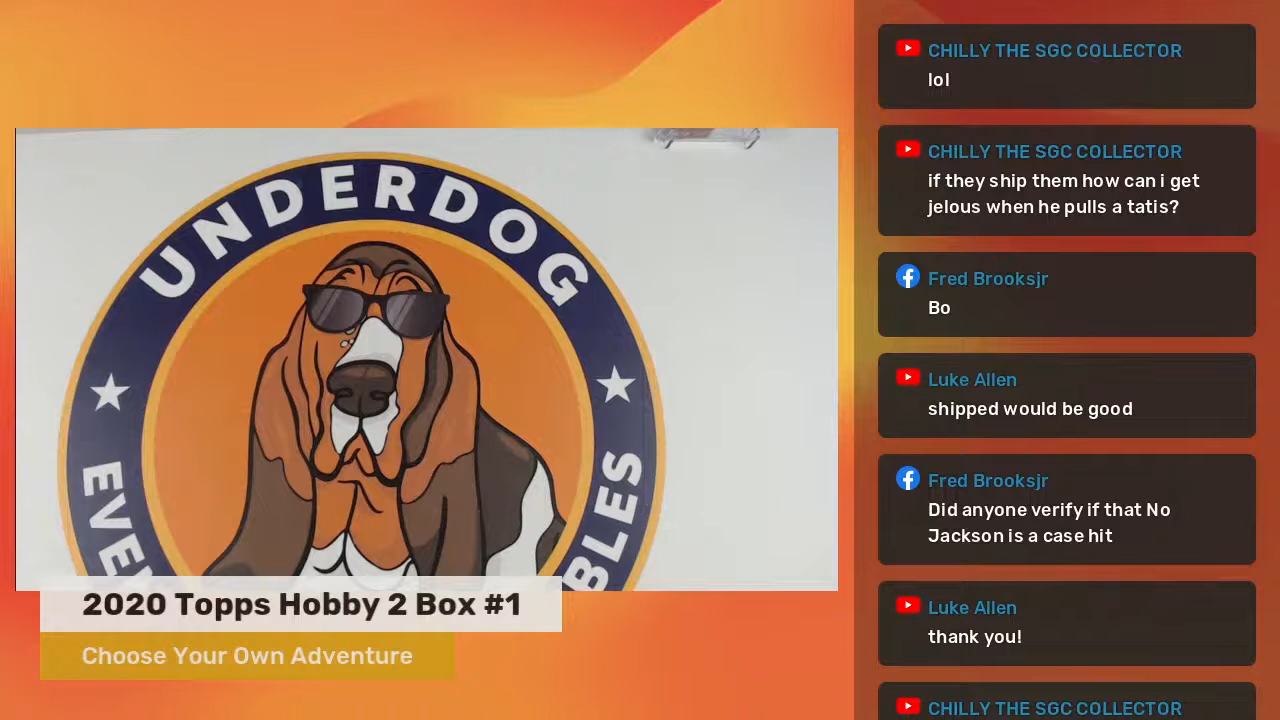 UNDERDOG
2020 Topps Hobby 2 Box #1
Choose Your Own Adventure
CHILLY THE SGC COLLECTOR
lol
CHILLY THE SGC COLLECTOR
if they ship them how can i get
jelous when he pulls a tatis?
Fred Brooksjr
Bo
Luke Allen
shipped would be good
Fred Brooksjr
Did anyone verify if that No
Jackson is a case hit
Luke Allen
thank you!
CHILLY THE SGC COLLECTOR